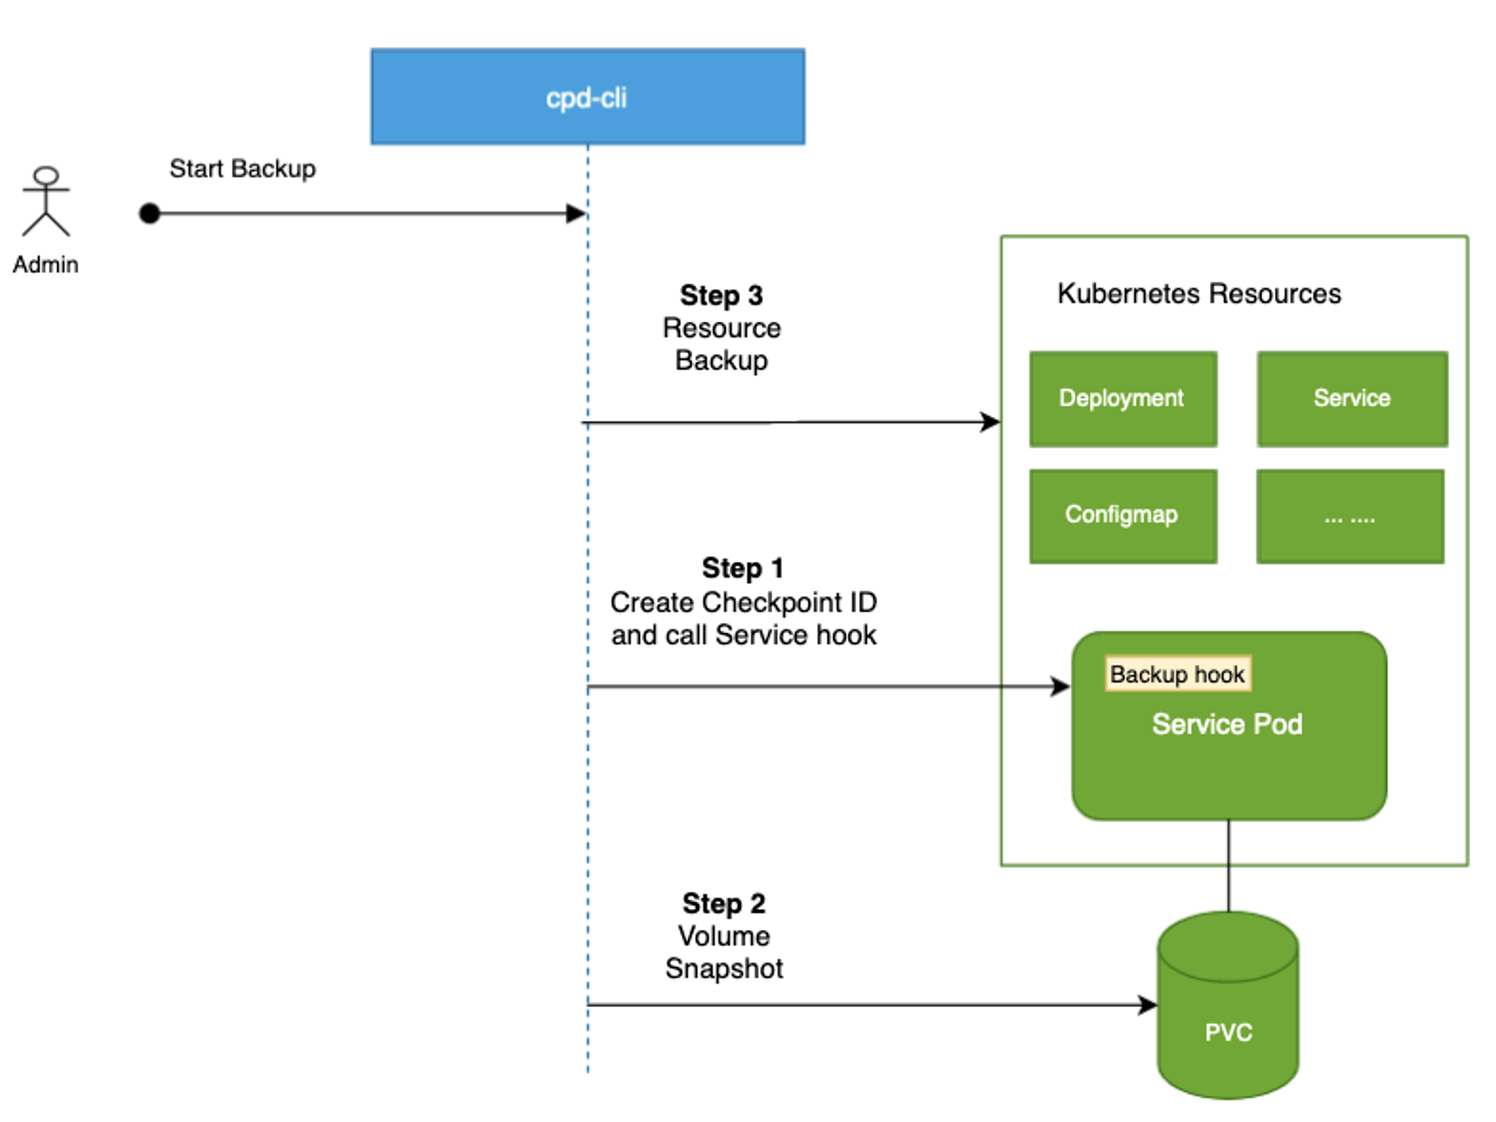 cpd-cli
Start Backup
Admin
Step 3
Resource
Backup
Kubernetes Resources
Deployment
Service
Configmap
... ....
Step 1
Create Checkpoint ID
and call Service hook
Backup hook
Service Pod
Step 2
Volume
Snapshot
PVC